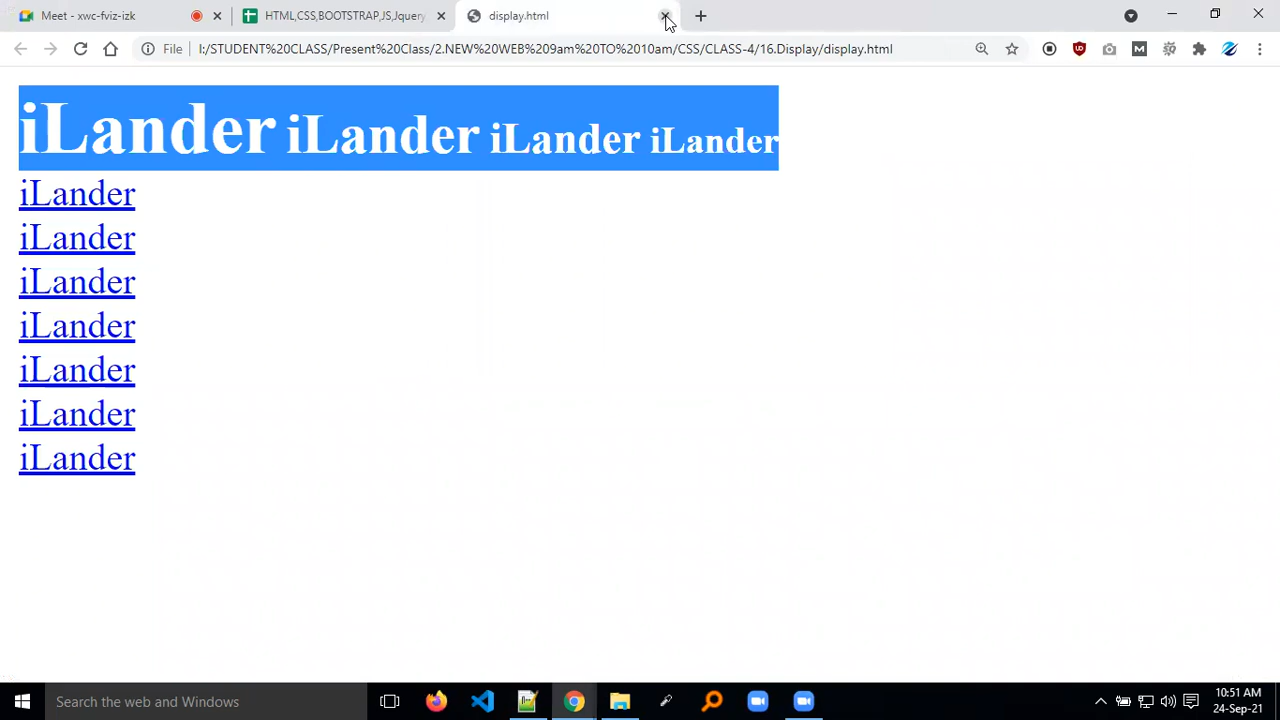 Meet - xwc-fviz-izk
HTML,CSS,BOOTSTRAP,JS,Jquery
display.html
File
I:/STUDENT%20CLASS/Present%20Class/2.NEW%20WEB%209am%20TO%2010am/CSS/CLASS-4/16.Display/display.html
iLander iLander iLander iLander
iLander
iLander
iLander
iLander
iLander
iLander
iLander
Search the web and Windows
10:51 AM
24-Sep-21